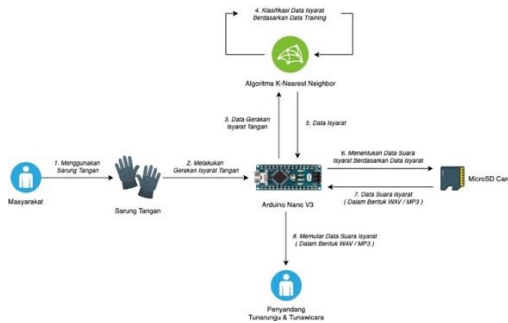 4. Klasifikasi Data Isyarat
Berdasarkan Data Training
Algoritma K-Nearest Neighbor
3. Data Gerakan
Isyarat Tangan
5. Data Isyarat
1. Menggunakan
Sarung Tangan
2. Melakukan
Gerakan Isyarat Tangan
6. Menentukan Data Suara
Isyarat Berdasarkan Data Isyarat
7. Data Suara Isyarat
( Dalam Bentuk WAV / MP3 )
MicroSD Car
Masyarakat
Sarung Tangan
Arduino Nano V3
8. Memutar Data Suara Isyarat
( Dalam Bentuk WAV / MP3 )
Penyandang
Tunarungu & Tunawicara